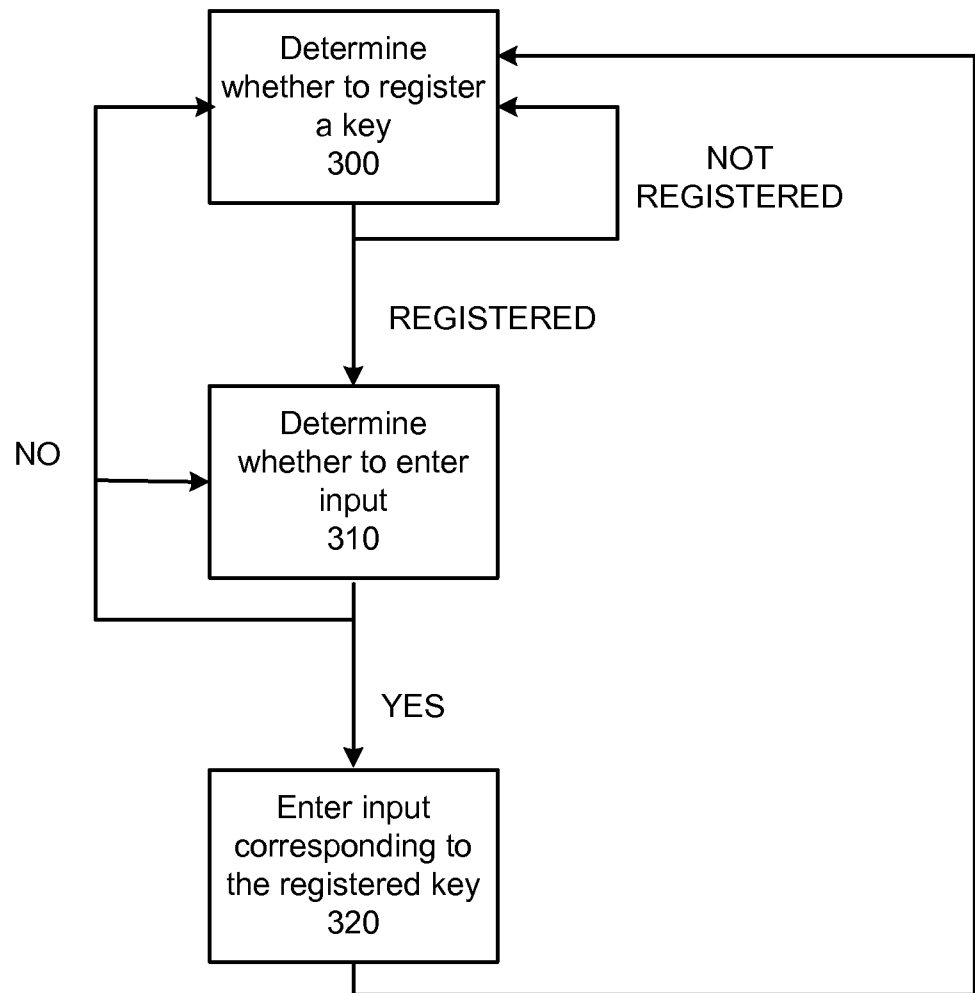 Determine
whether to register
a key
300
NOT
REGISTERED
REGISTERED
Determine
whether to enter
input
310
NO
YES
Enter input
corresponding to
the registered key
320